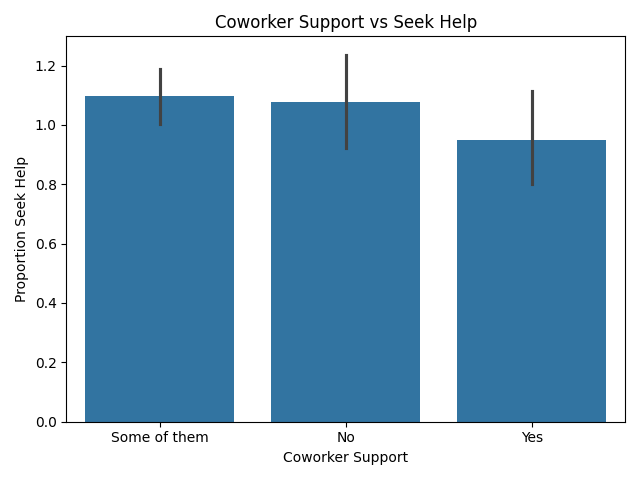 Coworker Support vs Seek Help
Proportion Seek Help
1.2
1.0
0.8
0.6
0.4
0.2
0.0
Some of them
No
Yes
Coworker Support